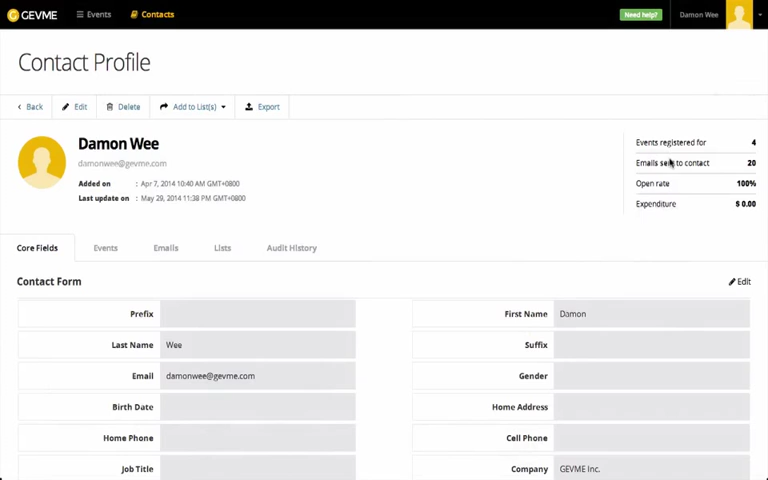 GEVME Events Contacts Need help? Damon Wee
Contact Profile
Back Edit Delete Add to List(s) Export
Damon Wee
damonwee@gevme.com
Added on : Apr 7, 2014 10:40 AM GMT+0800
Last update on : May 29, 2014 11:38 PM GMT+0800
Events registered for 4
Emails sent to contact 20
Open rate 100%
Expenditure $ 0.00
Core Fields Events Emails Lists Audit History
Contact Form Edit
Prefix First Name Damon
Last Name Wee Suffix
Email damonwee@gevme.com Gender
Birth Date Home Address
Home Phone Cell Phone
Job Title Company GEVME Inc.